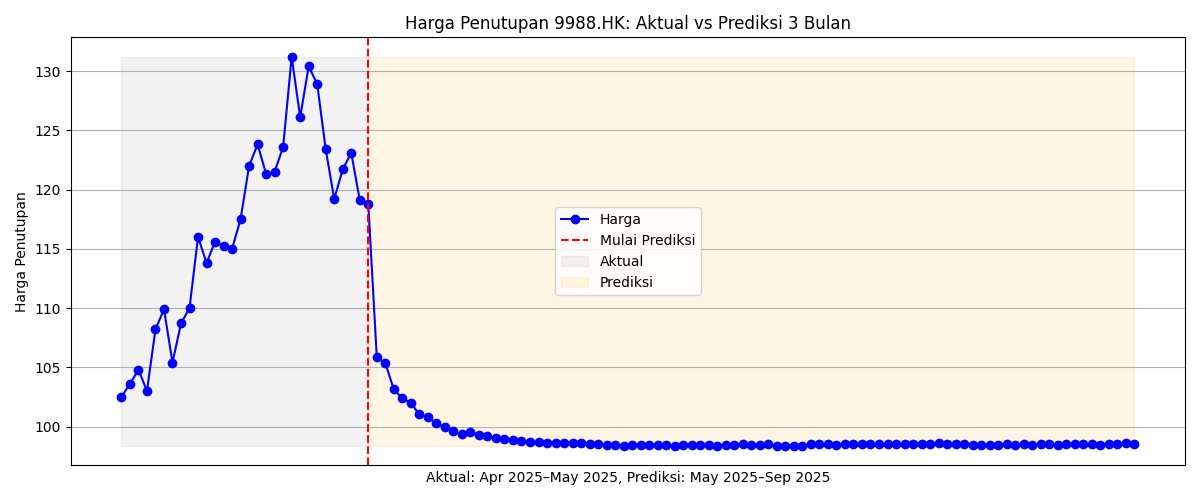 Harga Penutupan 9988.HK: Aktual vs Prediksi 3 Bulan
Harga Penutupan
130
125
120
115
110
105
100
Harga
Mulai Prediksi
Aktual
Prediksi
Aktual: Apr 2025–May 2025, Prediksi: May 2025–Sep 2025